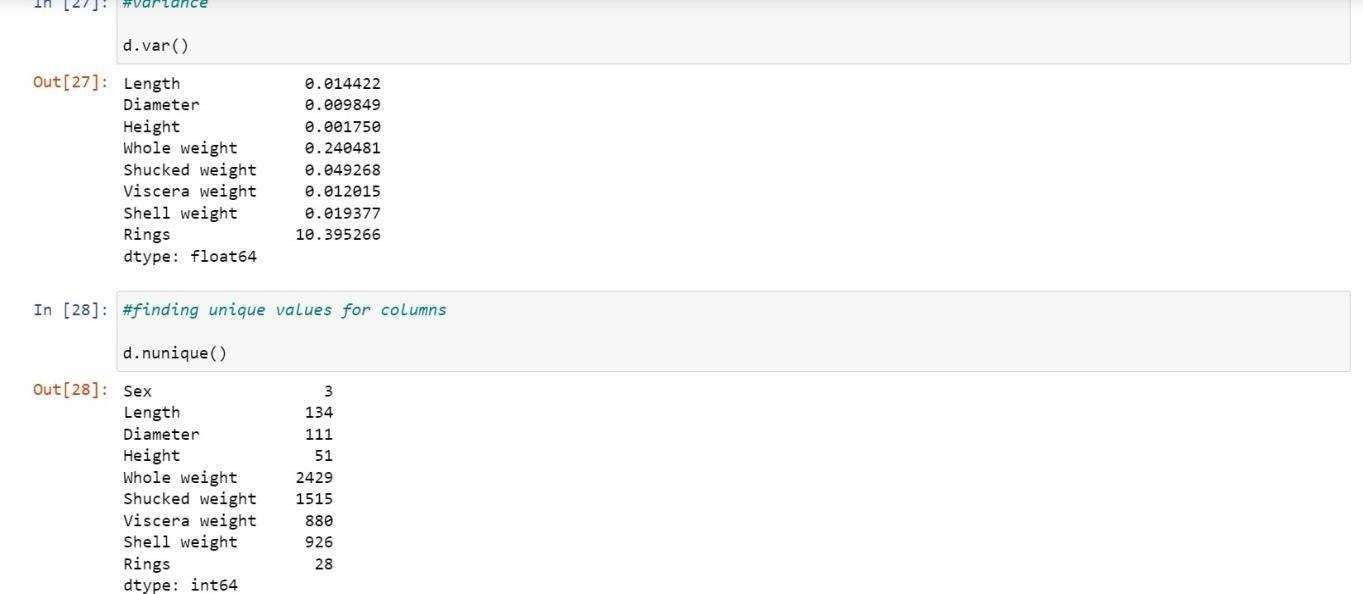 In [27]: #variance
d.var()
Out[27]: Length 0.014422
Diameter 0.009849
Height 0.001750
Whole weight 0.240481
Shucked weight 0.049268
Viscera weight 0.012015
Shell weight 0.019377
Rings 10.395266
dtype: float64
In [28]: #finding unique values for columns
d.nunique()
Out[28]: Sex 3
Length 134
Diameter 111
Height 51
Whole weight 2429
Shucked weight 1515
Viscera weight 880
Shell weight 926
Rings 28
dtype: int64